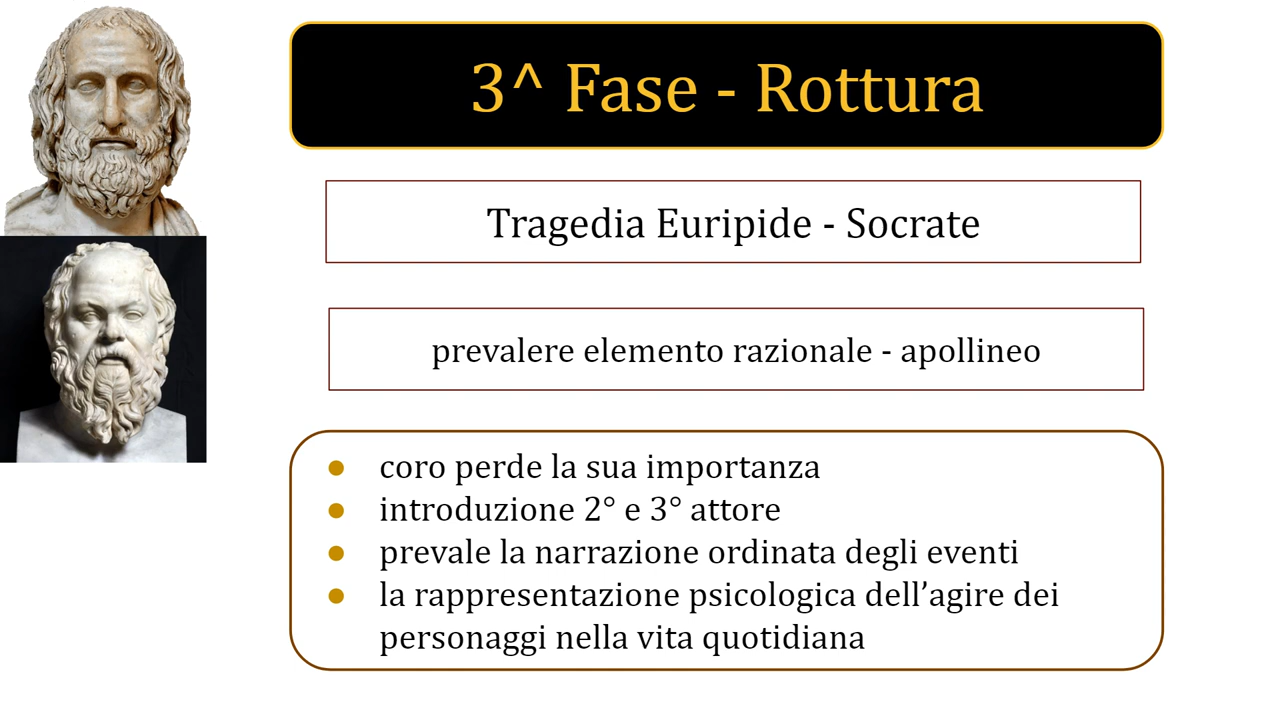 3^ Fase - Rottura
Tragedia Euripide - Socrate
prevalere elemento razionale - apollineo
● coro perde la sua importanza
● introduzione 2° e 3° attore
● prevale la narrazione ordinata degli eventi
● la rappresentazione psicologica dell’agire dei
personaggi nella vita quotidiana